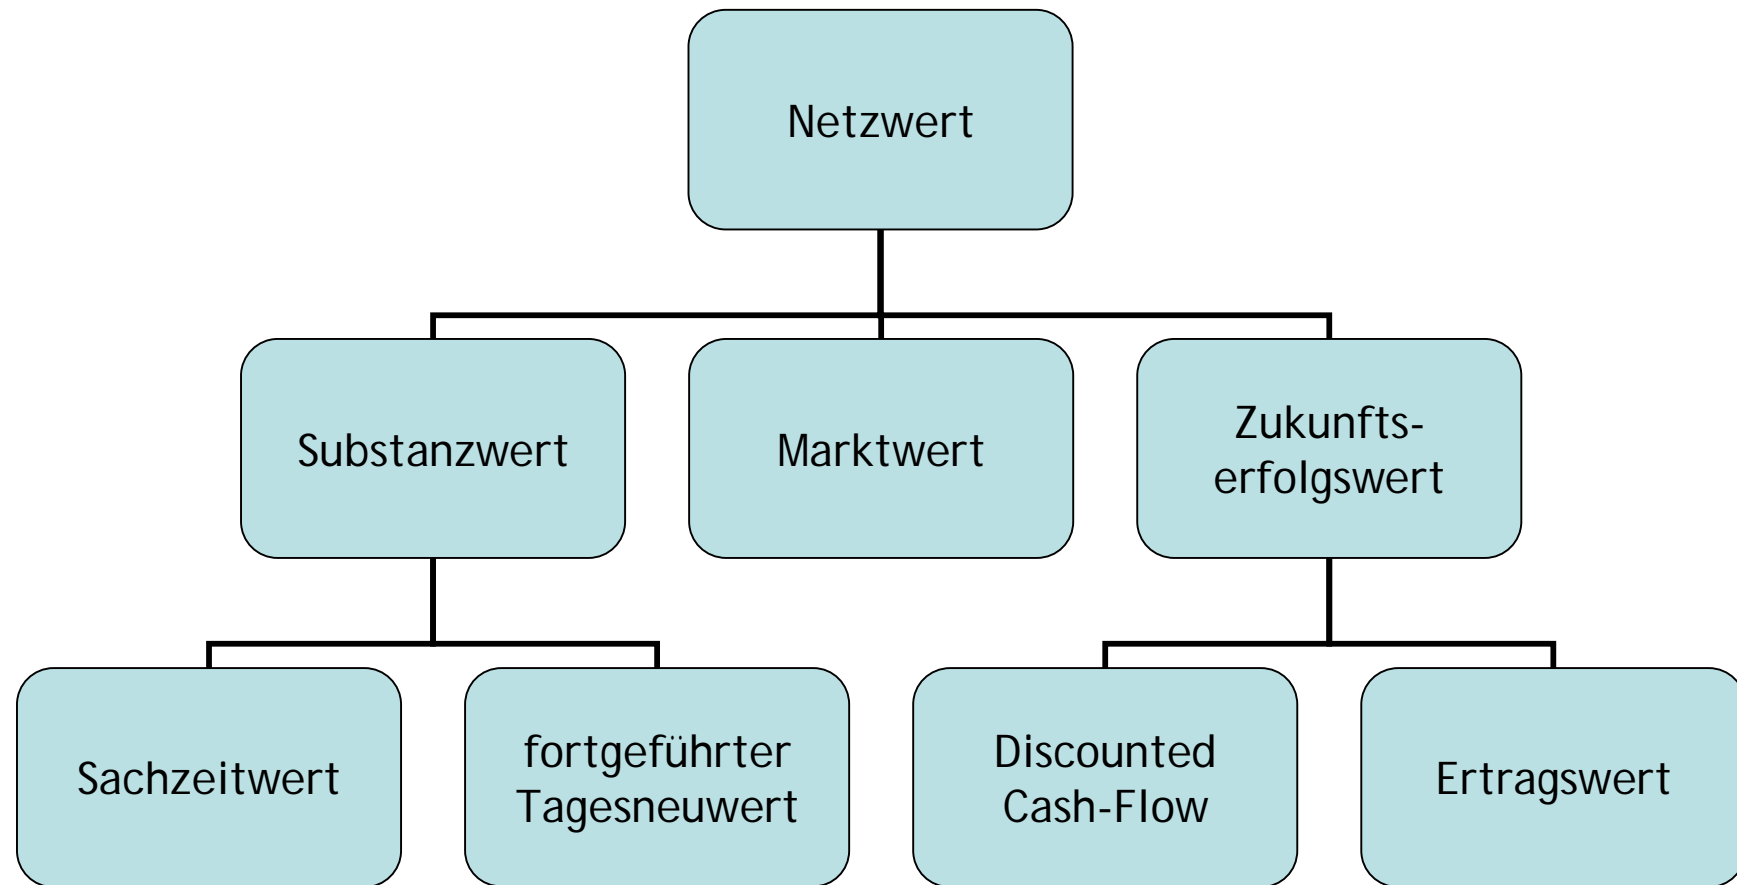 Netzwert
Substanzwert
Marktwert
Zukunfts-
erfolgswert
Sachzeitwert
fortgeführter
Tagesneuwert
Discounted
Cash-Flow
Ertragswert